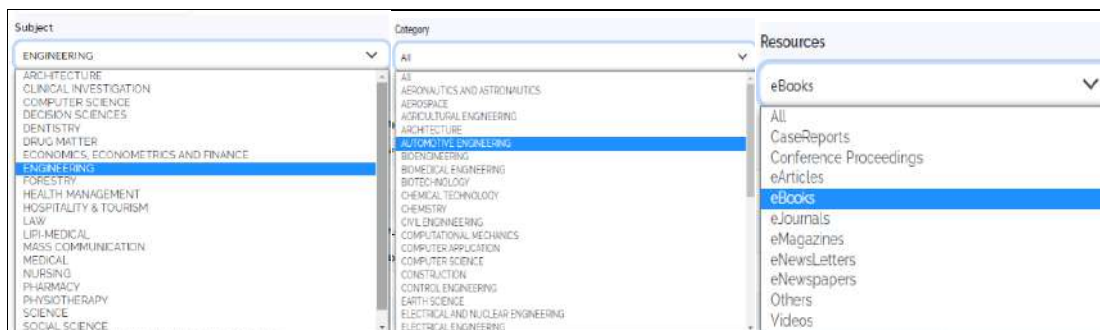 Subject
ENGINEERING
ARCHITECTURE
CLINICAL INVESTIGATION
COMPUTER SCIENCE
DECISION SCIENCES
DENTISTRY
DRUG MATTER
ECONOMICS, ECONOMETRICS AND FINANCE
ENGINEERING
FORESTRY
HEALTH MANAGEMENT
HOSPITALITY & TOURISM
LAW
LIPI-MEDICAL
MASS COMMUNICATION
MEDICAL
NURSING
PHARMACY
PHYSIOTHERAPY
SCIENCE
SOCIAL SCIENCE
Category
All
All
AERONAUTICS AND ASTRONAUTICS
AEROSPACE
AGRICULTURAL ENGINEERING
ARCHITECTURE
AUTOMOTIVE ENGINEERING
BIOENGINEERING
BIOMEDICAL ENGINEERING
BIOTECHNOLOGY
CHEMICAL TECHNOLOGY
CHEMISTRY
CIVIL ENGINNEERING
COMPUTATIONAL MECHANICS
COMPUTER APPLICATION
COMPUTER SCIENCE
CONSTRUCTION
CONTROL ENGINEERING
EARTH SCIENCE
ELECTRICAL AND NUCLEAR ENGINEERING
ELECTRICAL ENGINEERING
Resources
eBooks
All
CaseReports
Conference Proceedings
eArticles
eBooks
eJournals
eMagazines
eNewsLetters
eNewspapers
Others
Videos